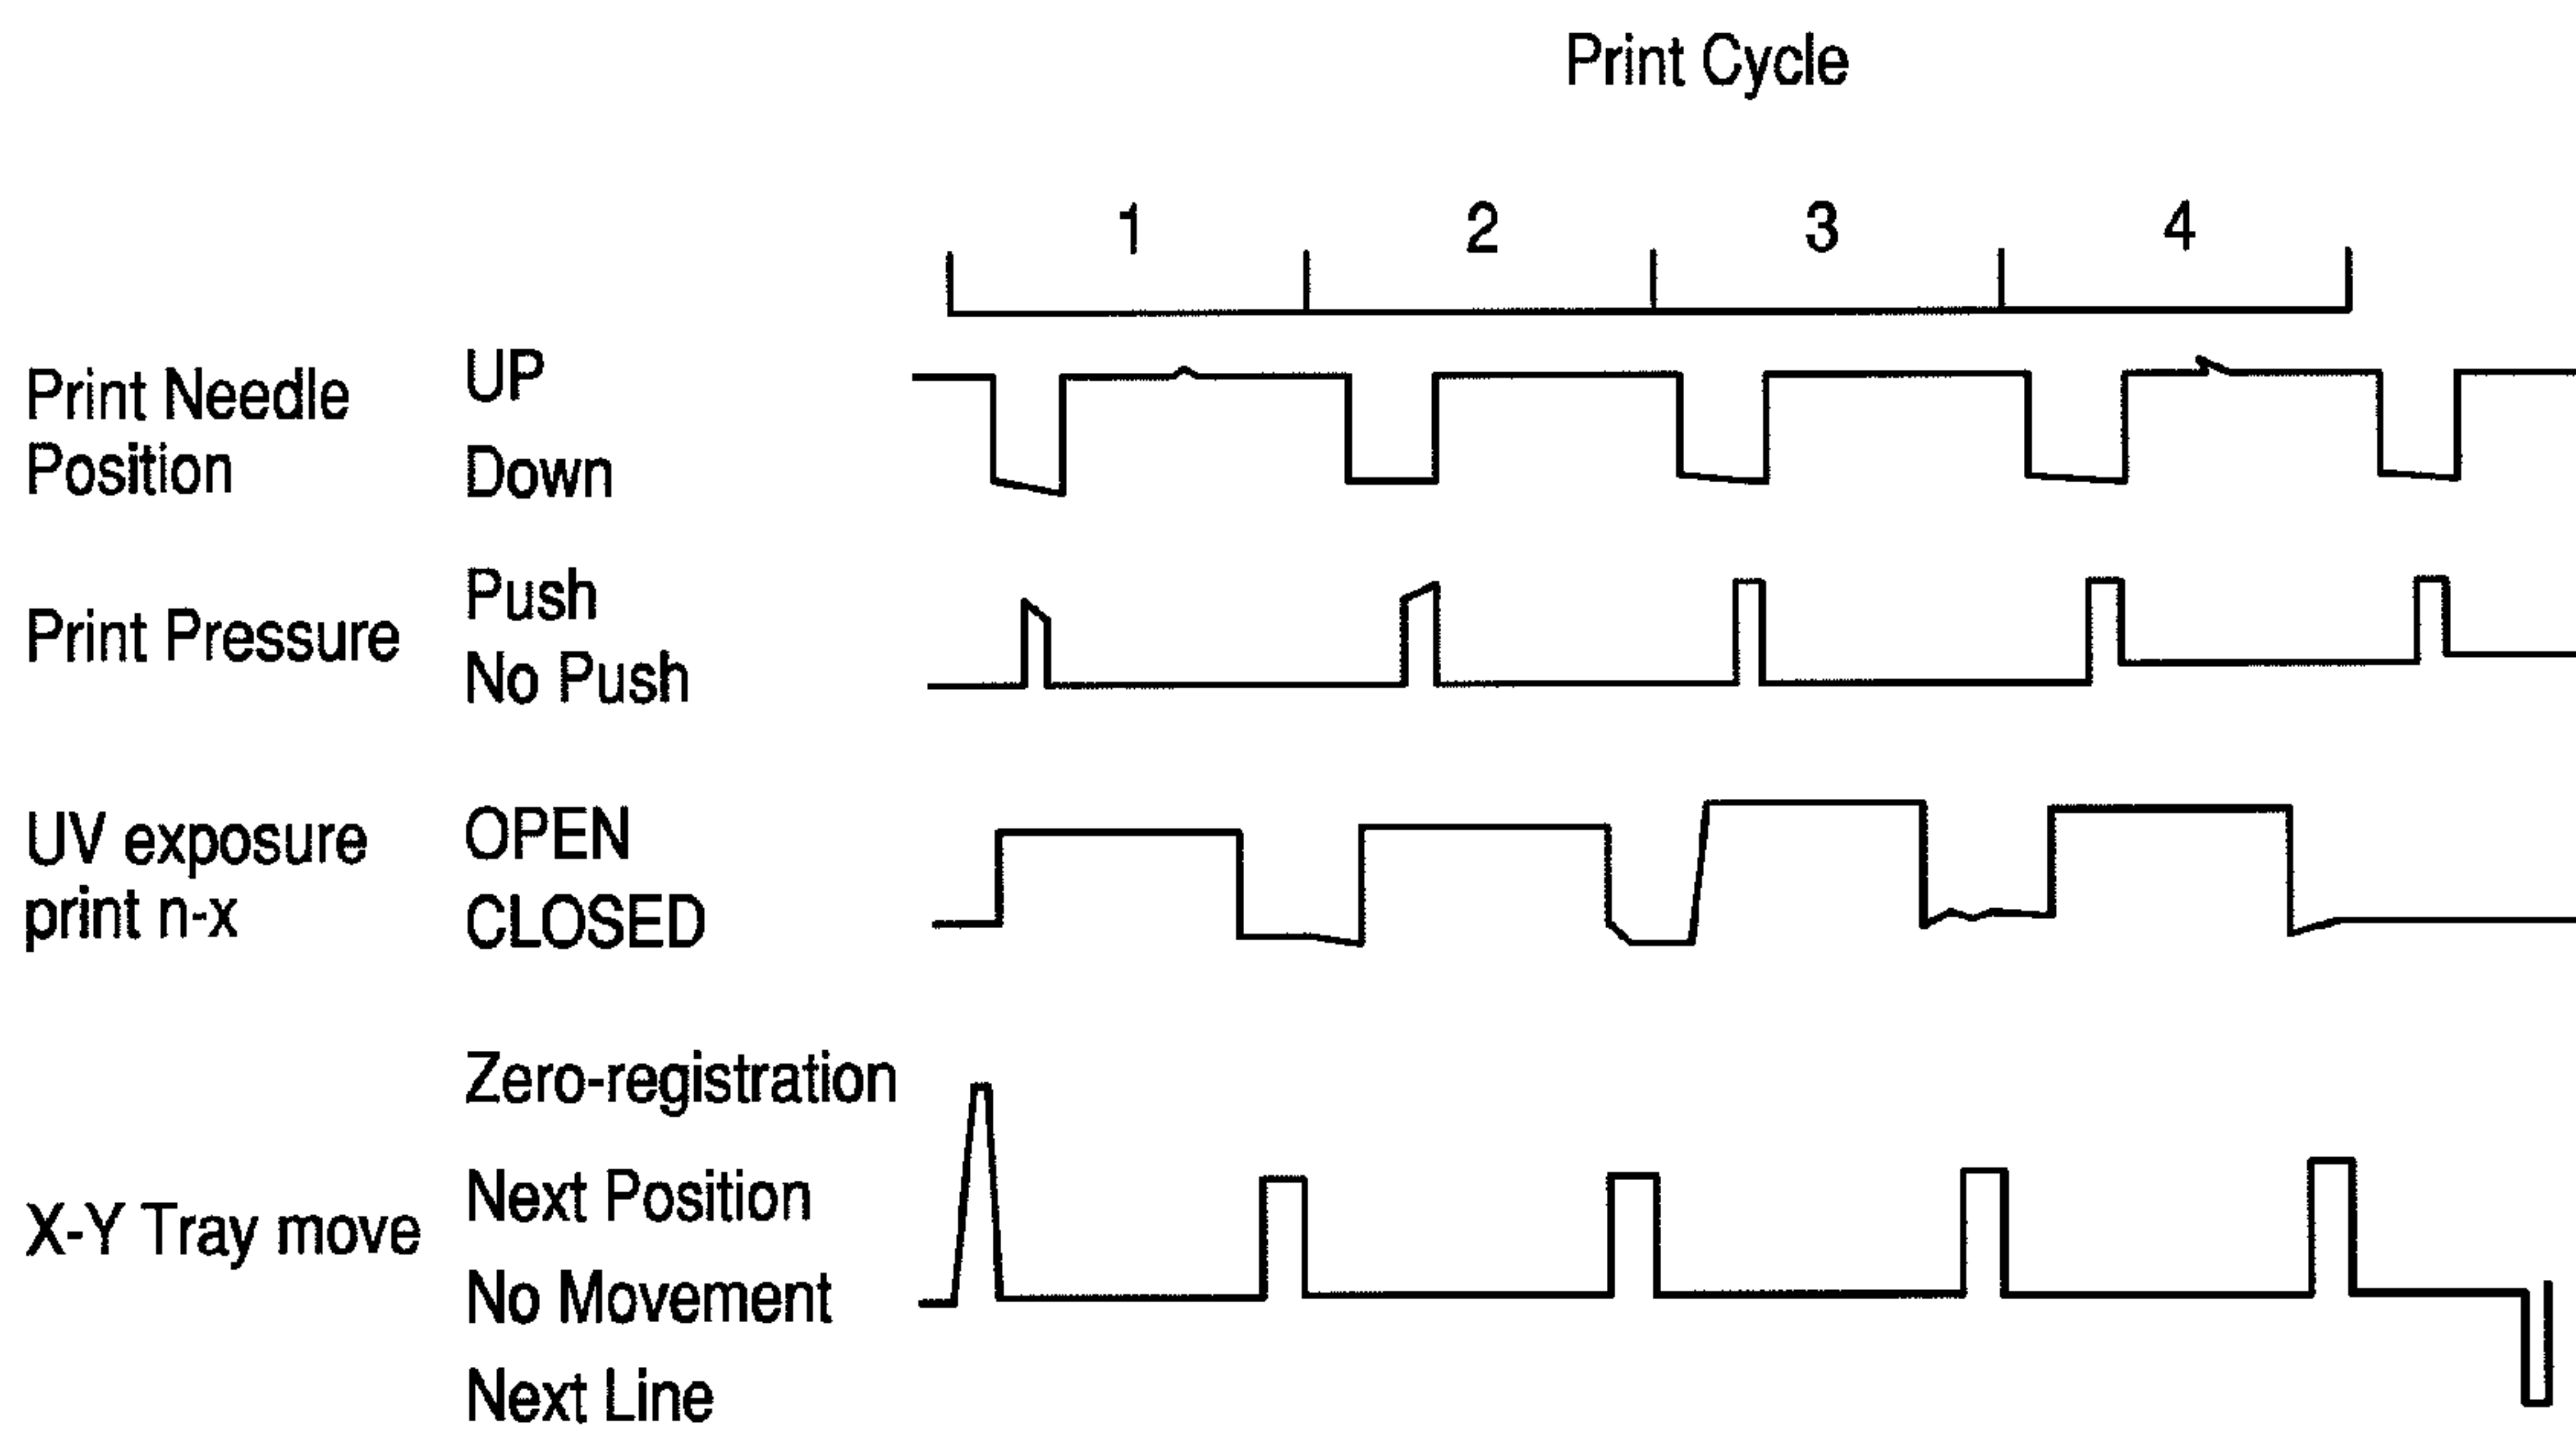 Print Cycle
1 2 3 4
Print Needle
Position
UP
Down
Print Pressure
Push
No Push
UV exposure
print n-x
OPEN
CLOSED
X-Y Tray move
Zero-registration
Next Position
No Movement
Next Line